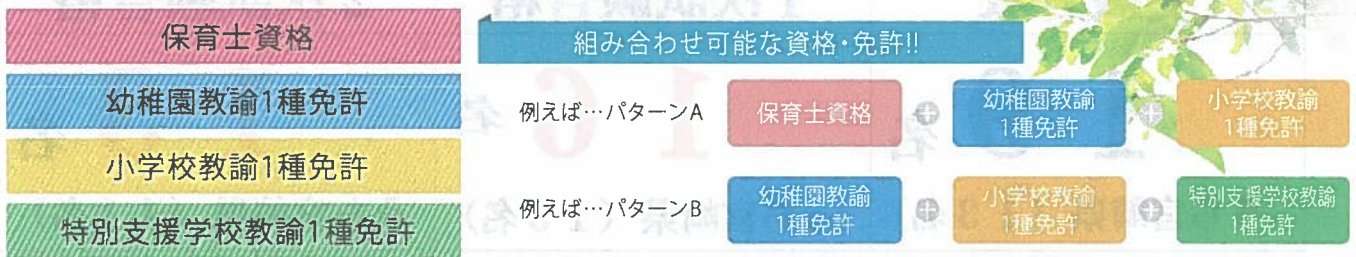 保育士資格
幼稚園教諭1種免許
小学校教諭1種免許
特別支援学校教諭1種免許
組み合わせ可能な資格・免許!!
例えば…パターンA
保育士資格
+
幼稚園教諭
1種免許
+
小学校教諭
1種免許
例えば…パターンB
幼稚園教諭
1種免許
+
小学校教諭
1種免許
+
特別支援学校教諭
1種免許